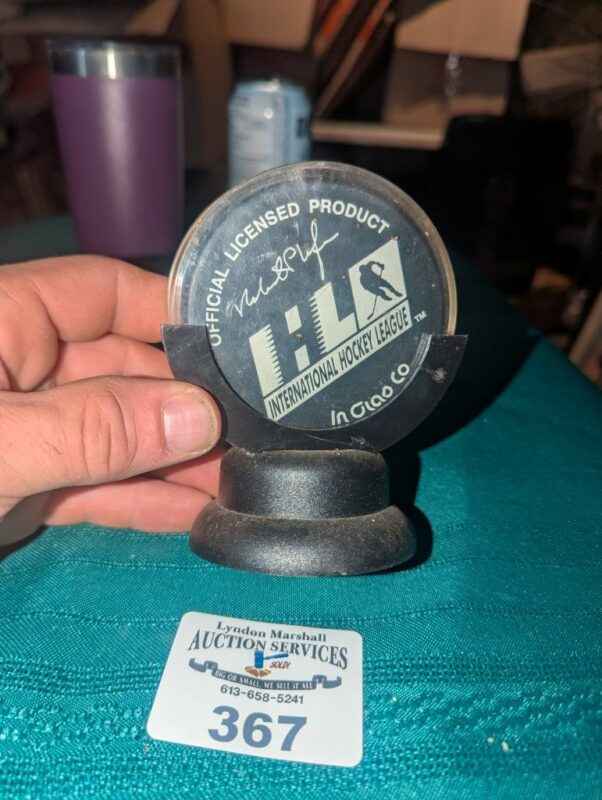 OFFICIAL LICENSED PRODUCT
IHL
INTERNATIONAL HOCKEY LEAGUE
TM
In Glas Co
Lyndon Marshall
AUCTION SERVICES
SOLD!
BIG OR SMALL, WE SELL IT ALL
613-658-5241
367